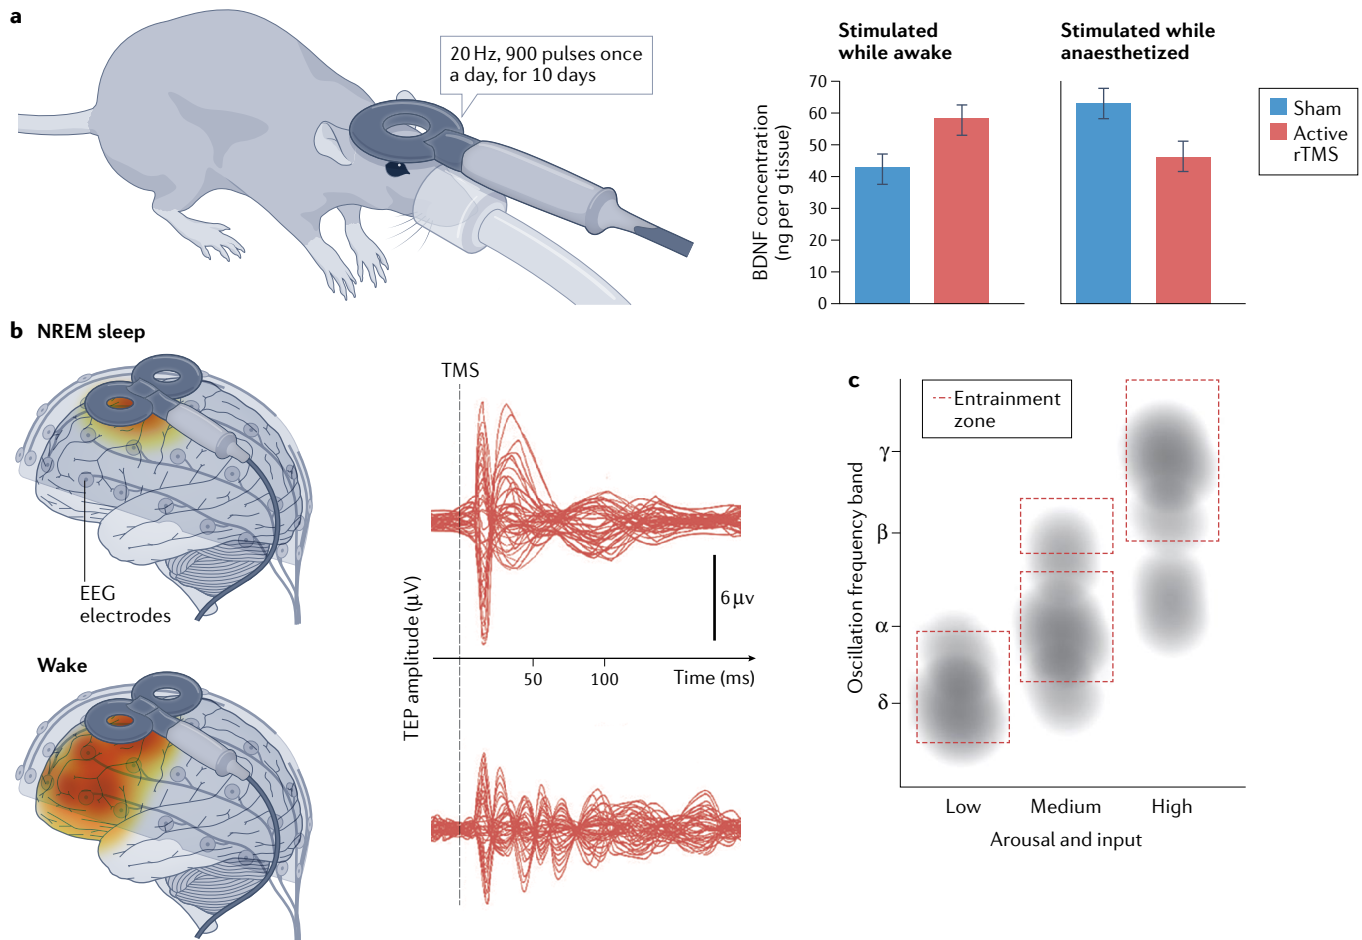 a
20 Hz, 900 pulses once
a day, for 10 days
Stimulated
while awake
Stimulated while
anaesthetized
BDNF concentration
(ng per g tissue)
70
60
50
40
30
20
10
0
Sham
Active
rTMS
b NREM sleep
EEG
electrodes
Wake
TMS
TEP amplitude (μV)
6 μv
50
100
Time (ms)
c
Entrainment
zone
Oscillation frequency band
γ
β
α
δ
Low
Medium
High
Arousal and input